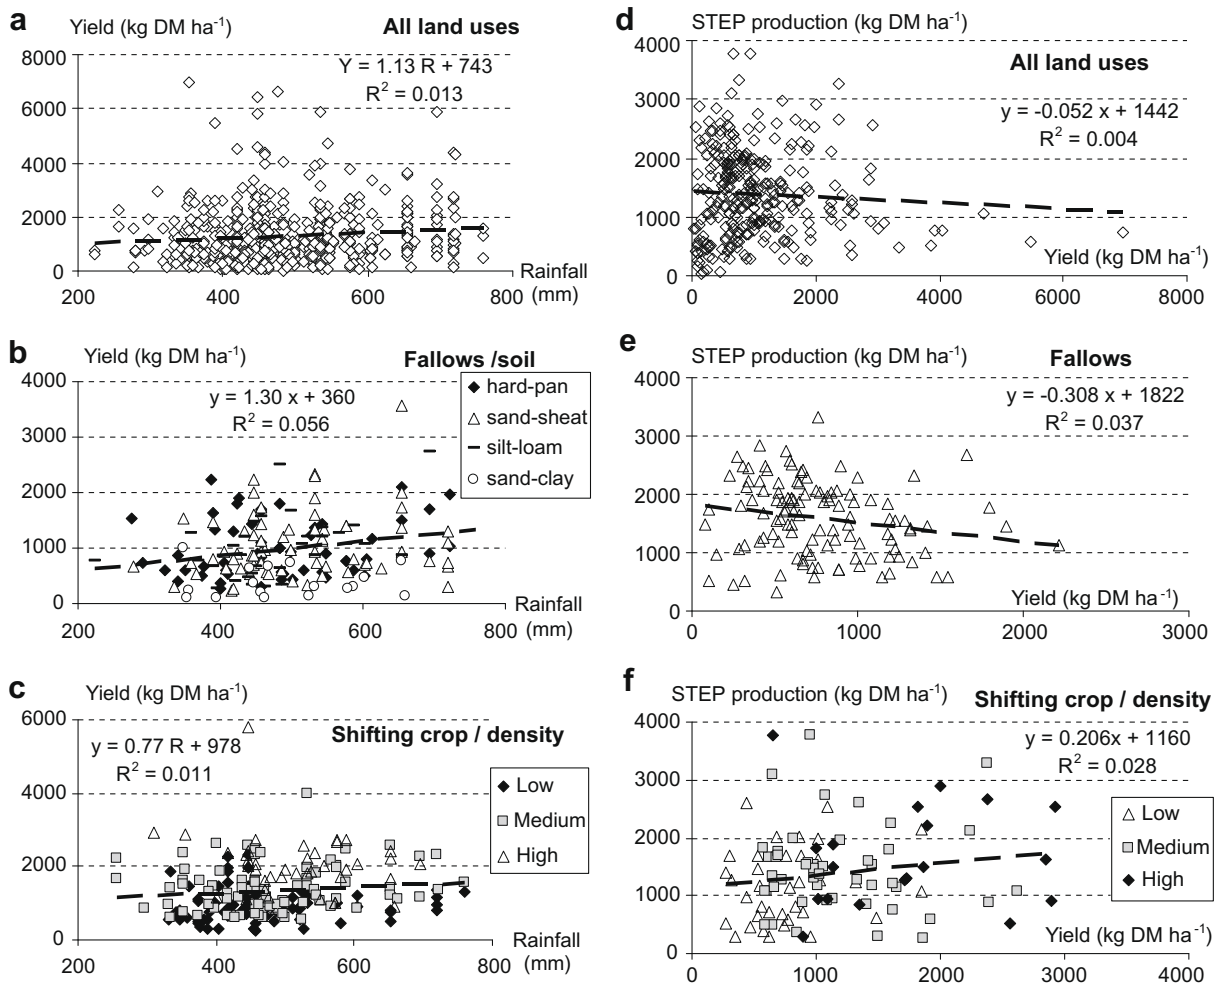 a Yield (kg DM ha-1) All land uses
Y = 1.13 R + 743
R2 = 0.013
8000
6000
4000
2000
0
200 400 600 800
Rainfall
(mm)
d STEP production (kg DM ha-1)
All land uses
y = -0.052 x + 1442
R2 = 0.004
4000
3000
2000
1000
0
Yield (kg DM ha-1)
0 2000 4000 6000 8000
b Yield (kg DM ha-1) Fallows /soil
y = 1.30 x + 360
R2 = 0.056
hard-pan
sand-sheat
silt-loam
sand-clay
4000
3000
2000
1000
0
200 400 600 800
Rainfall
(mm)
e STEP production (kg DM ha-1) Fallows
y = -0.308 x + 1822
R2 = 0.037
4000
3000
2000
1000
0
Yield (kg DM ha-1)
0 1000 2000 3000
c Yield (kg DM ha-1)
Shifting crop / density
y = 0.77 R + 978
R2 = 0.011
Low
Medium
High
6000
4000
2000
0
200 400 600 800
Rainfall
(mm)
f STEP production (kg DM ha-1)
Shifting crop / density
y = 0.206x + 1160
R2 = 0.028
Low
Medium
High
4000
3000
2000
1000
0
Yield (kg DM ha-1)
0 1000 2000 3000 4000